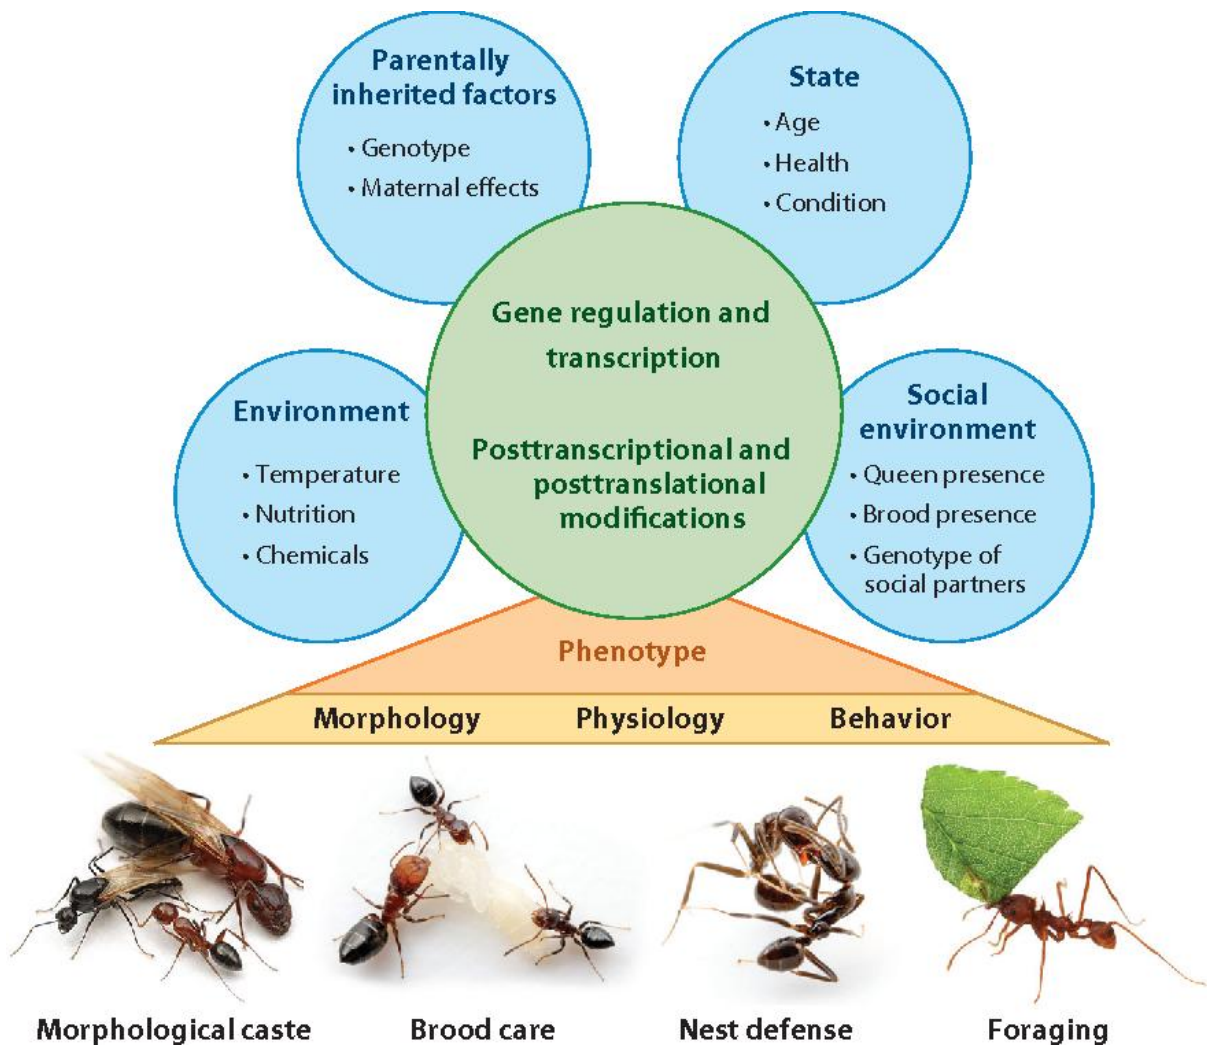 Parentally
inherited factors
• Genotype
• Maternal effects
State
• Age
• Health
• Condition
Gene regulation and
transcription
Posttranscriptional and
posttranslational
modifications
Environment
• Temperature
• Nutrition
• Chemicals
Social
environment
• Queen presence
• Brood presence
• Genotype of
social partners
Phenotype
Morphology Physiology Behavior
Morphological caste Brood care Nest defense Foraging